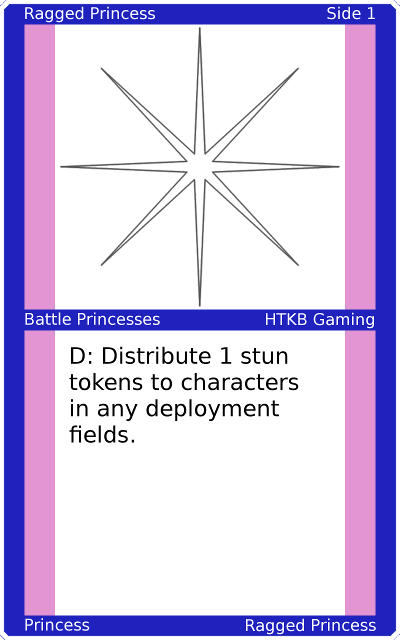 Ragged Princess Side 1
Battle Princesses HTKB Gaming
D: Distribute 1 stun
tokens to characters
in any deployment
fields.
Princess Ragged Princess